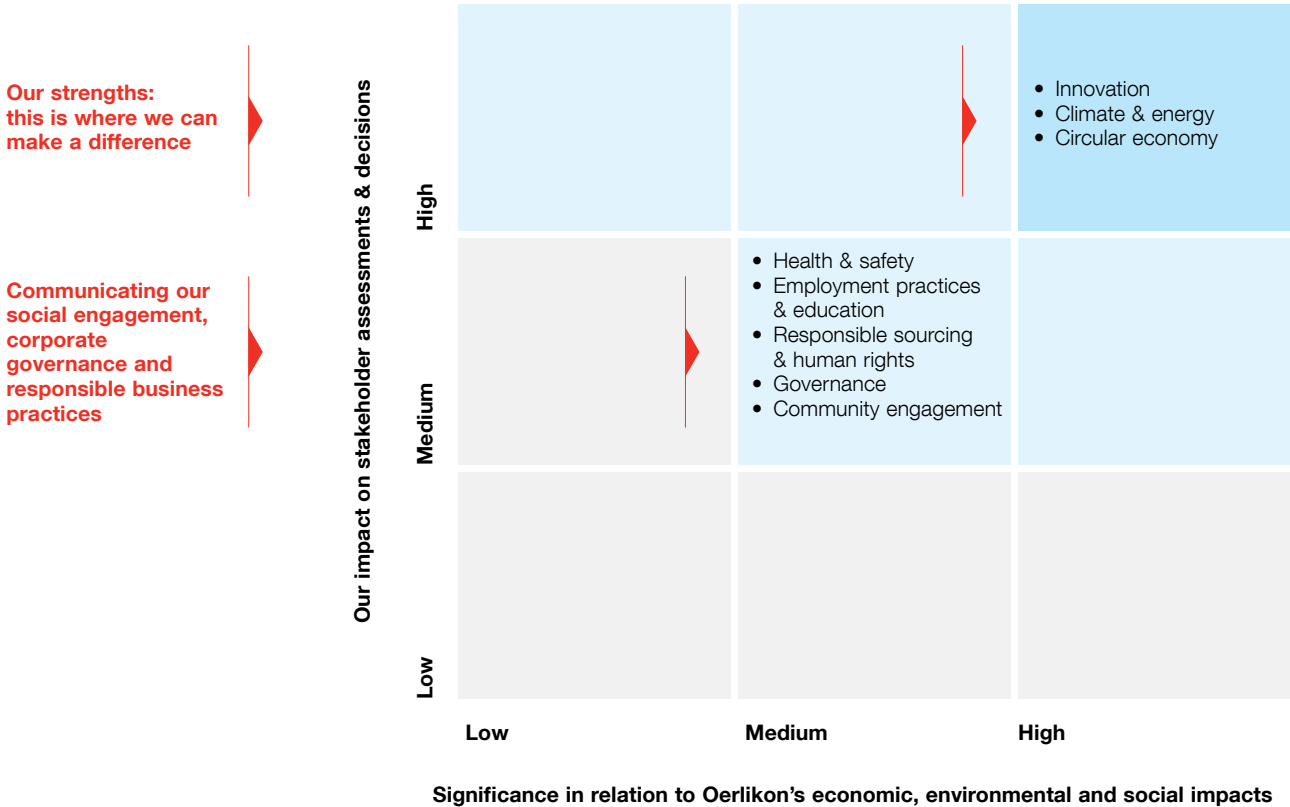 Our strengths:
this is where we can
make a difference
Communicating our
social engagement,
corporate
governance and
responsible business
practices
Our impact on stakeholder assessments & decisions
High
Medium
Low
• Innovation
• Climate & energy
• Circular economy
• Health & safety
• Employment practices
& education
• Responsible sourcing
& human rights
• Governance
• Community engagement
Low
Medium
High
Significance in relation to Oerlikon’s economic, environmental and social impacts